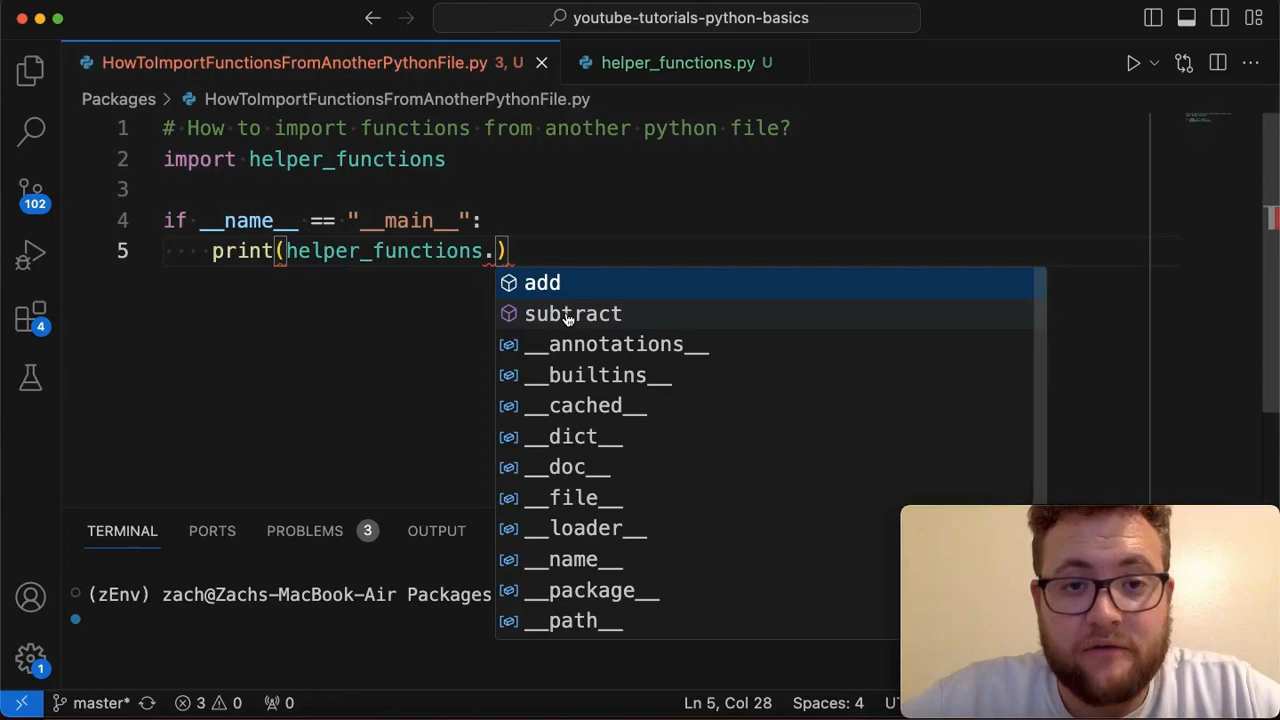 youtube-tutorials-python-basics
HowToImportFunctionsFromAnotherPythonFile.py 3, U
helper_functions.py U
Packages > HowToImportFunctionsFromAnotherPythonFile.py
1 # How to import functions from another python file?
2 import helper_functions
3
4 if __name__ == "__main__":
5 print(helper_functions.)
add
subtract
__annotations__
__builtins__
__cached__
__dict__
__doc__
__file__
__loader__
__name__
__package__
__path__
102
4
1
TERMINAL PORTS PROBLEMS 3 OUTPUT
(zEnv) zach@Zachs-MacBook-Air Packages
master* 3 0 0 Ln 5, Col 28 Spaces: 4